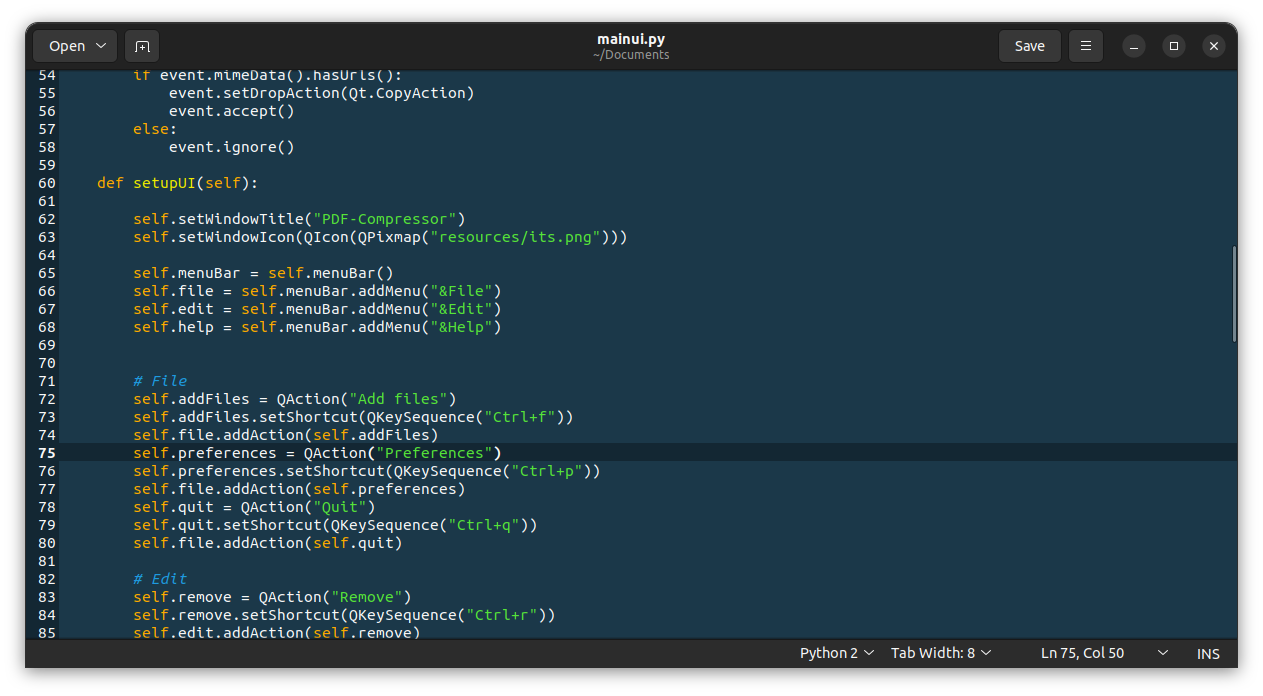 Open
mainui.py
~/Documents
Save
54         if event.mimeData().hasUrls():
55             event.setDropAction(Qt.CopyAction)
56             event.accept()
57         else:
58             event.ignore()
59
60     def setupUI(self):
61
62         self.setWindowTitle("PDF-Compressor")
63         self.setWindowIcon(QIcon(QPixmap("resources/its.png")))
64
65         self.menuBar = self.menuBar()
66         self.file = self.menuBar.addMenu("&File")
67         self.edit = self.menuBar.addMenu("&Edit")
68         self.help = self.menuBar.addMenu("&Help")
69
70
71         # File
72         self.addFiles = QAction("Add files")
73         self.addFiles.setShortcut(QKeySequence("Ctrl+f"))
74         self.file.addAction(self.addFiles)
75         self.preferences = QAction("Preferences")
76         self.preferences.setShortcut(QKeySequence("Ctrl+p"))
77         self.file.addAction(self.preferences)
78         self.quit = QAction("Quit")
79         self.quit.setShortcut(QKeySequence("Ctrl+q"))
80         self.file.addAction(self.quit)
81
82         # Edit
83         self.remove = QAction("Remove")
84         self.remove.setShortcut(QKeySequence("Ctrl+r"))
85         self.edit.addAction(self.remove)
Python 2 Tab Width: 8 Ln 75, Col 50 INS